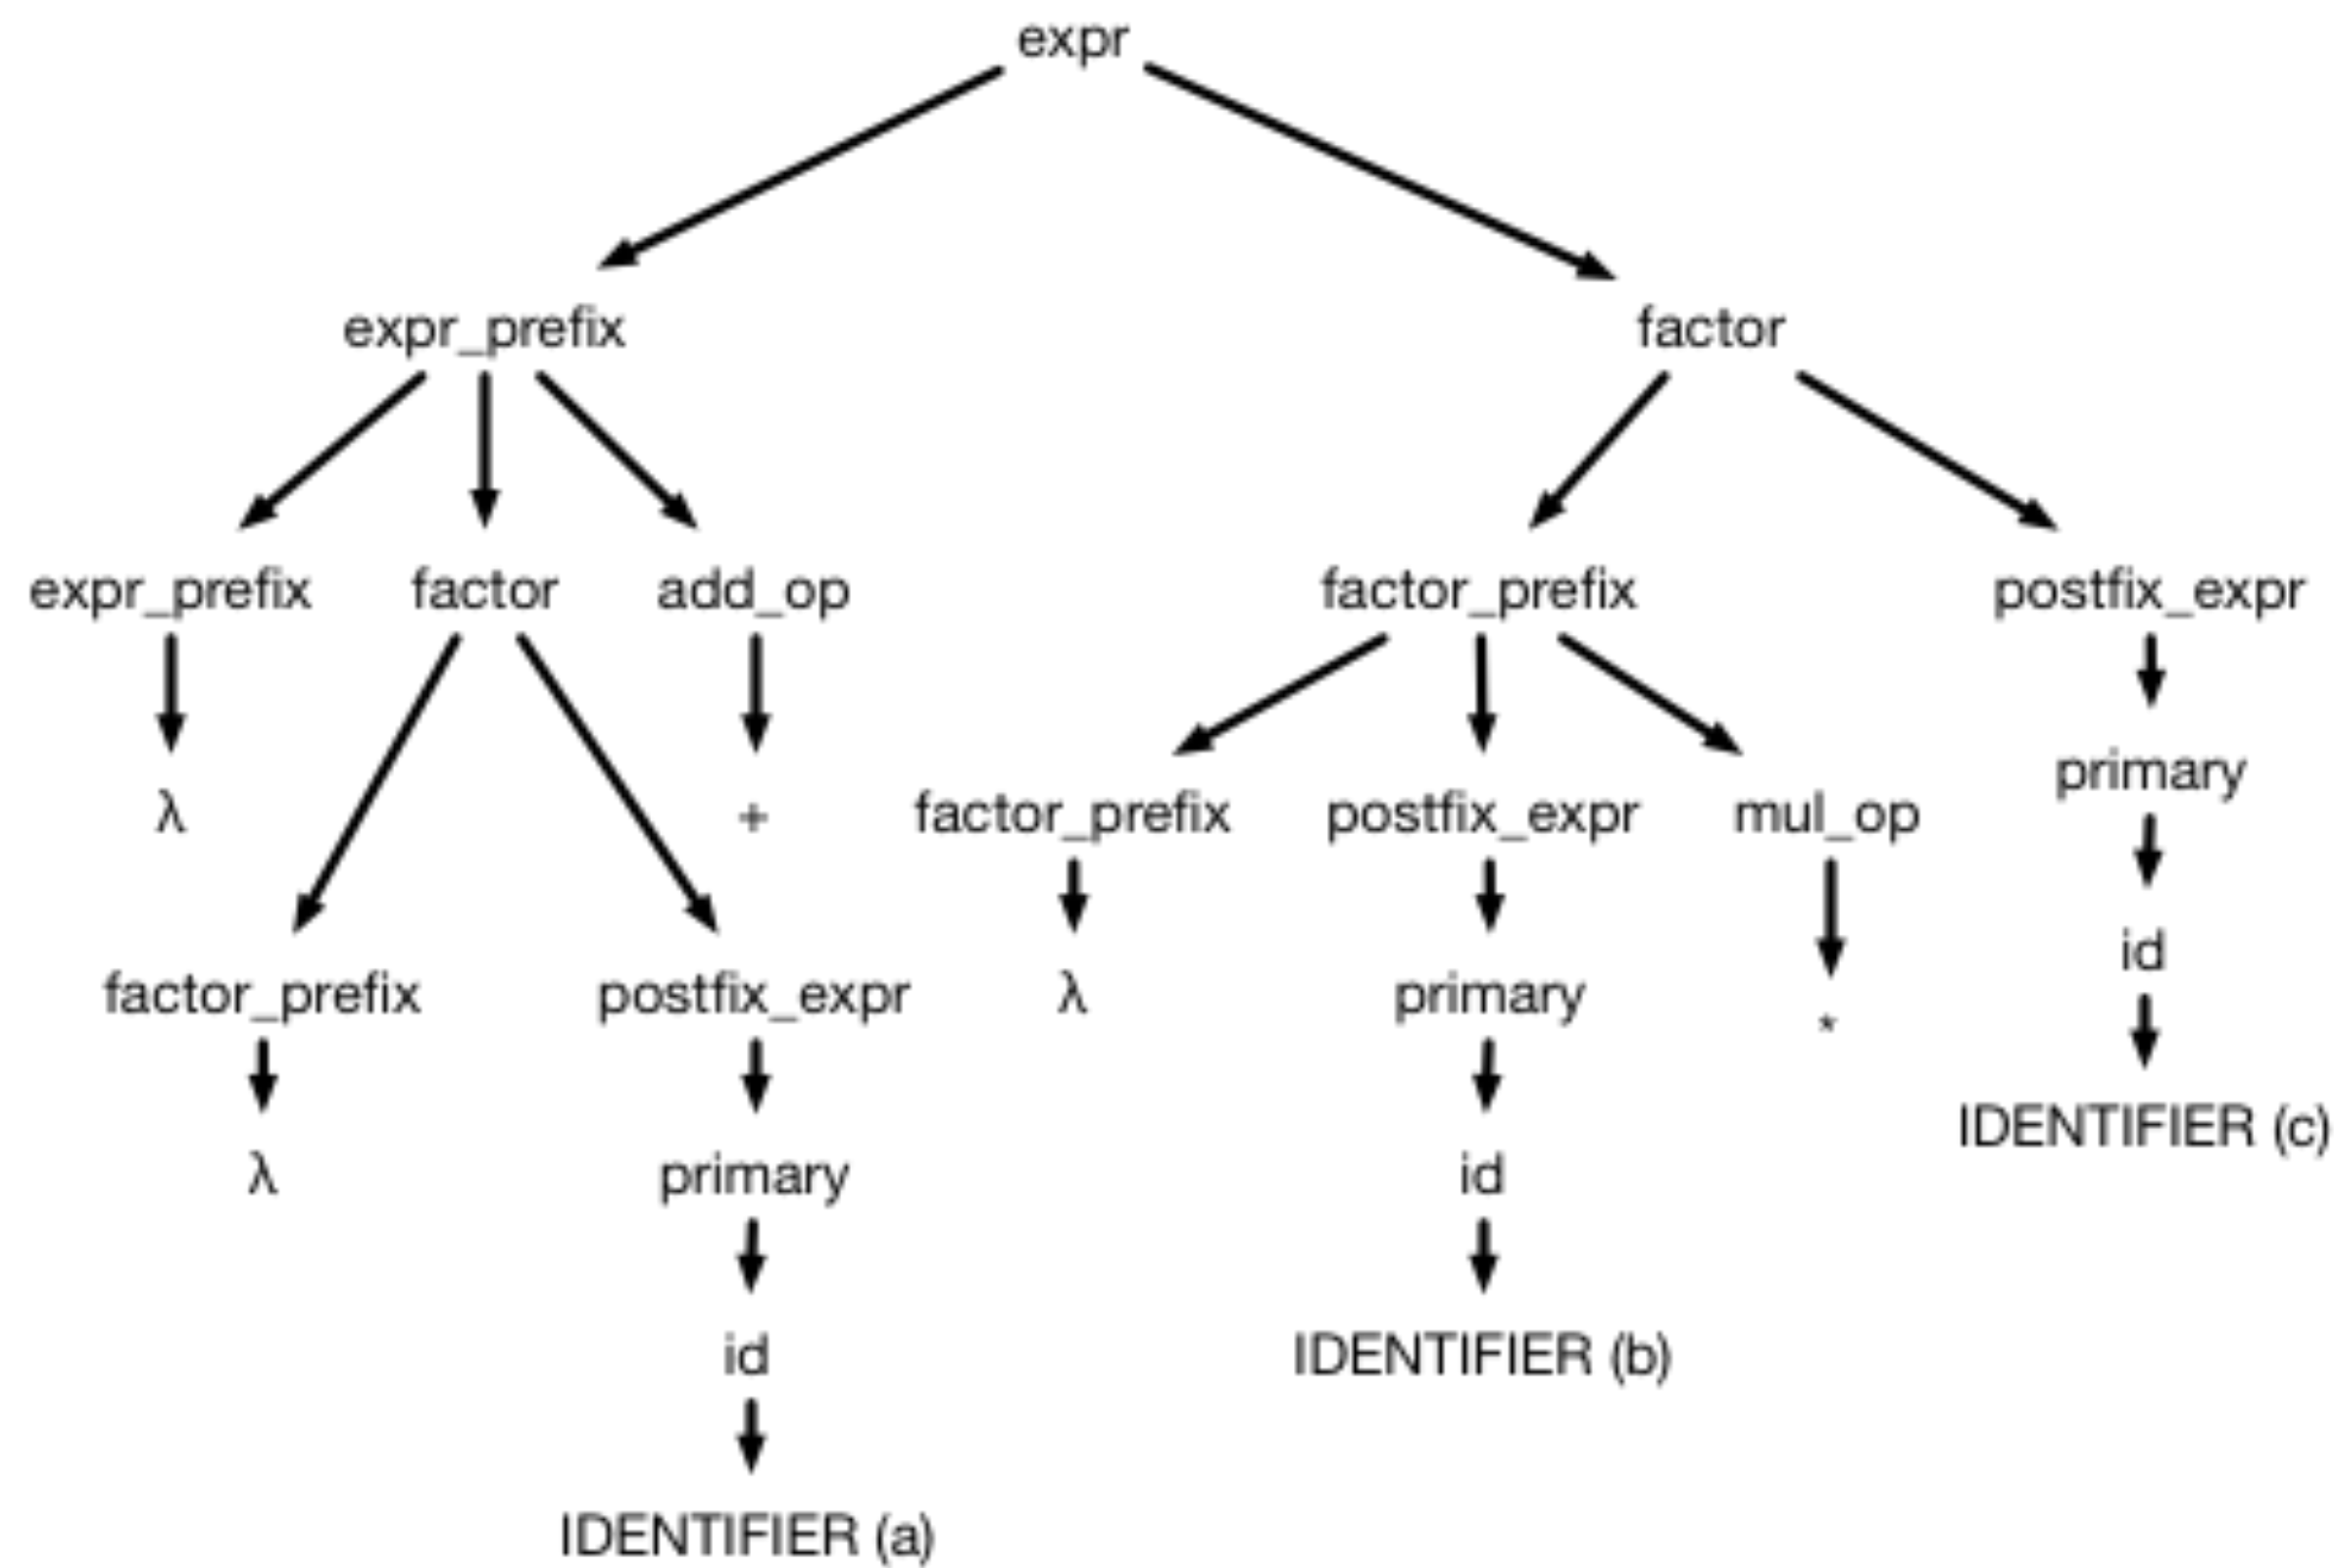 expr
expr_prefix factor
expr_prefix factor add_op factor_prefix postfix_expr
primary
λ + factor_prefix postfix_expr mul_op
id
factor_prefix postfix_expr λ primary *
IDENTIFIER (c)
λ primary id
id IDENTIFIER (b)
IDENTIFIER (a)